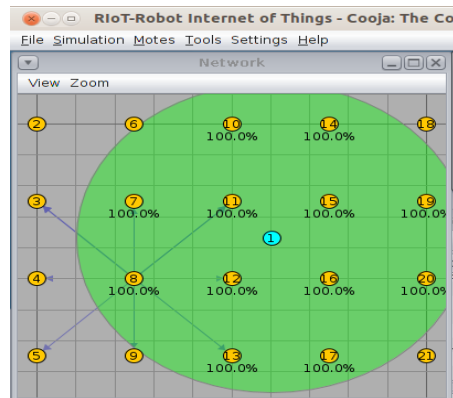 RIoT-Robot Internet of Things - Cooja: The Co
File Simulation Motes Tools Settings Help
Network
View Zoom
2 6 10 14 18
100.0% 100.0%
3 7 11 15 19
100.0% 100.0% 100.0% 100.0%
1
4 8 12 16 20
100.0% 100.0% 100.0% 100.0%
5 9 13 17 21
100.0% 100.0%